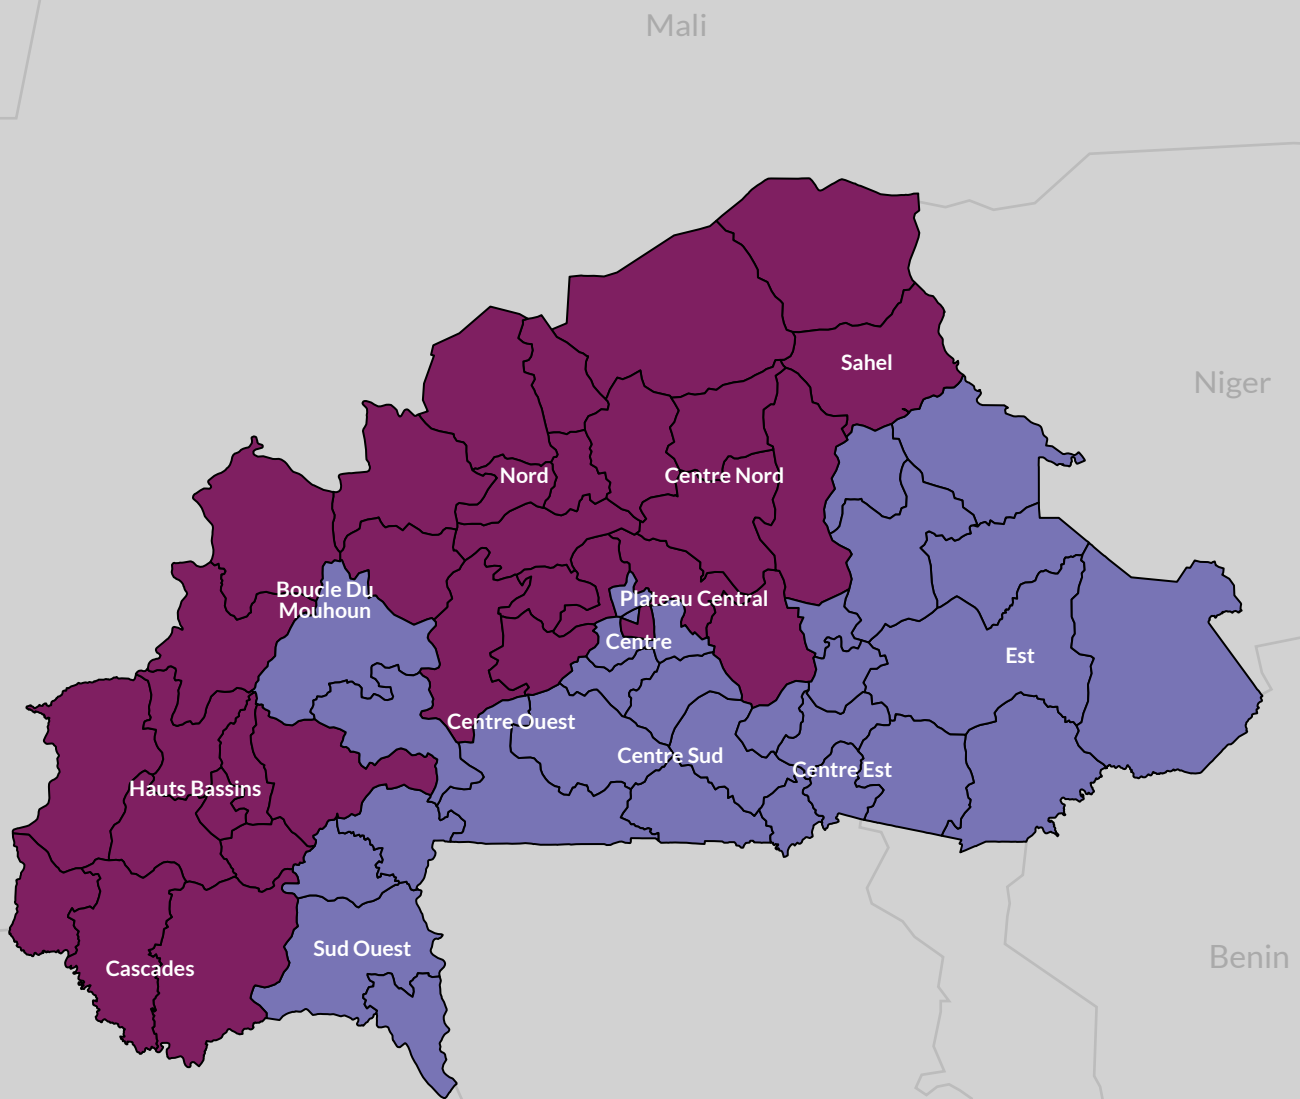 Mali
Sahel
Niger
Nord
Centre Nord
Boucle Du
Mouhoun
Plateau Central
Centre
Est
Centre Ouest
Centre Sud
Centre Est
Hauts Bassins
Sud Ouest
Benin
Cascades